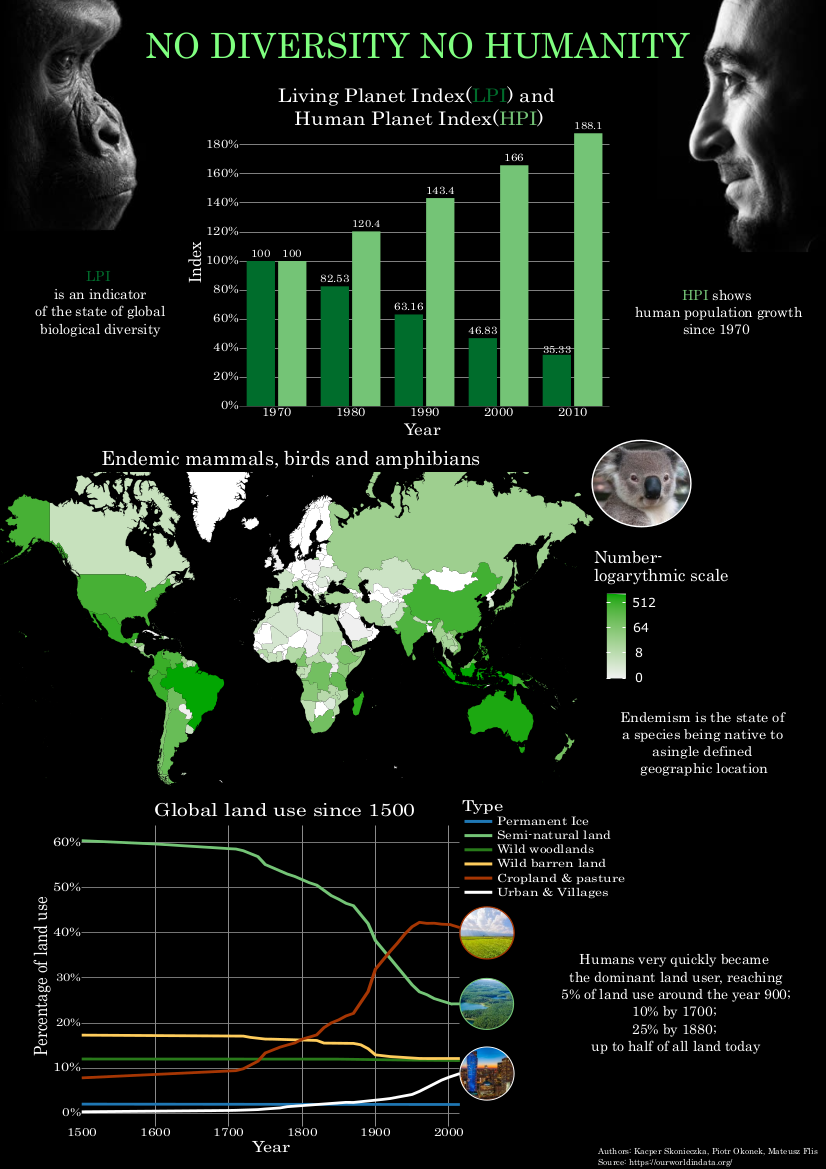 NO DIVERSITY NO HUMANITY
Living Planet Index(LPI) and
Human Planet Index(HPI)
188.1
180%
166
160%
143.4
140%
120.4
120%
100 100
100%
82.53
80%
63.16
60%
46.83
40%
35.33
20%
0%
Index
1970 1980 1990 2000 2010
Year
LPI
is an indicator
of the state of global
biological diversity
HPI shows
human population growth
since 1970
Endemic mammals, birds and amphibians
Number-
logarythmic scale
512
64
8
0
Endemism is the state of
a species being native to
asingle defined
geographic location
Global land use since 1500
Type
Permanent Ice
Semi-natural land
Wild woodlands
Wild barren land
Cropland & pasture
Urban & Villages
60%
50%
40%
30%
20%
10%
0%
Percentage of land use
1500 1600 1700 1800 1900 2000
Year
Humans very quickly became
the dominant land user, reaching
5% of land use around the year 900;
10% by 1700;
25% by 1880;
up to half of all land today
Authors: Kacper Skonieczka, Piotr Okonek, Mateusz Flis
Source: https://ourworldindata.org/